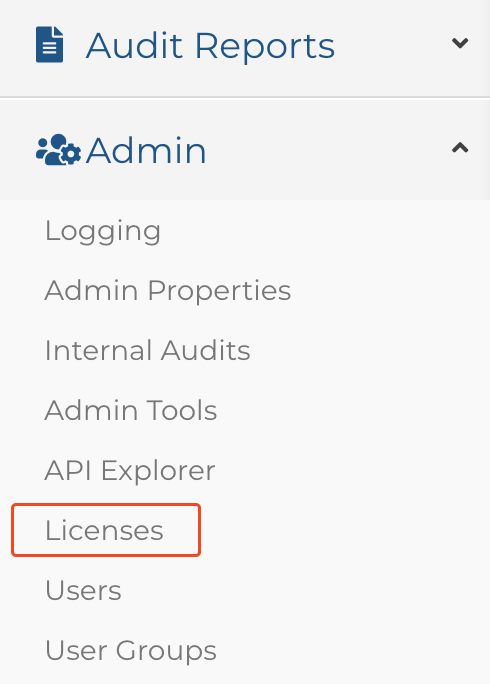 Audit Reports
Admin
Logging
Admin Properties
Internal Audits
Admin Tools
API Explorer
Licenses
Users
User Groups